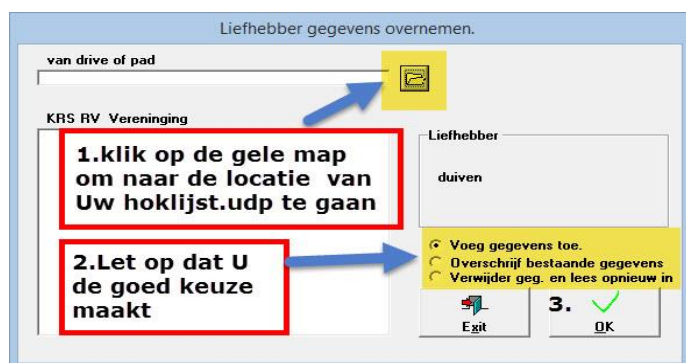 Liefhebber gegevens overnemen.
van drive of pad
KRS RV Vereninging
1.klik op de gele map
om naar de locatie van
Uw hoklijst.udp te gaan
2.Let op dat U
de goed keuze
maakt
Liefhebber
duiven
Voeg gegevens toe.
Overschrijf bestaande gegevens
Verwijder geg. en lees opnieuw in
Exit
3.
OK